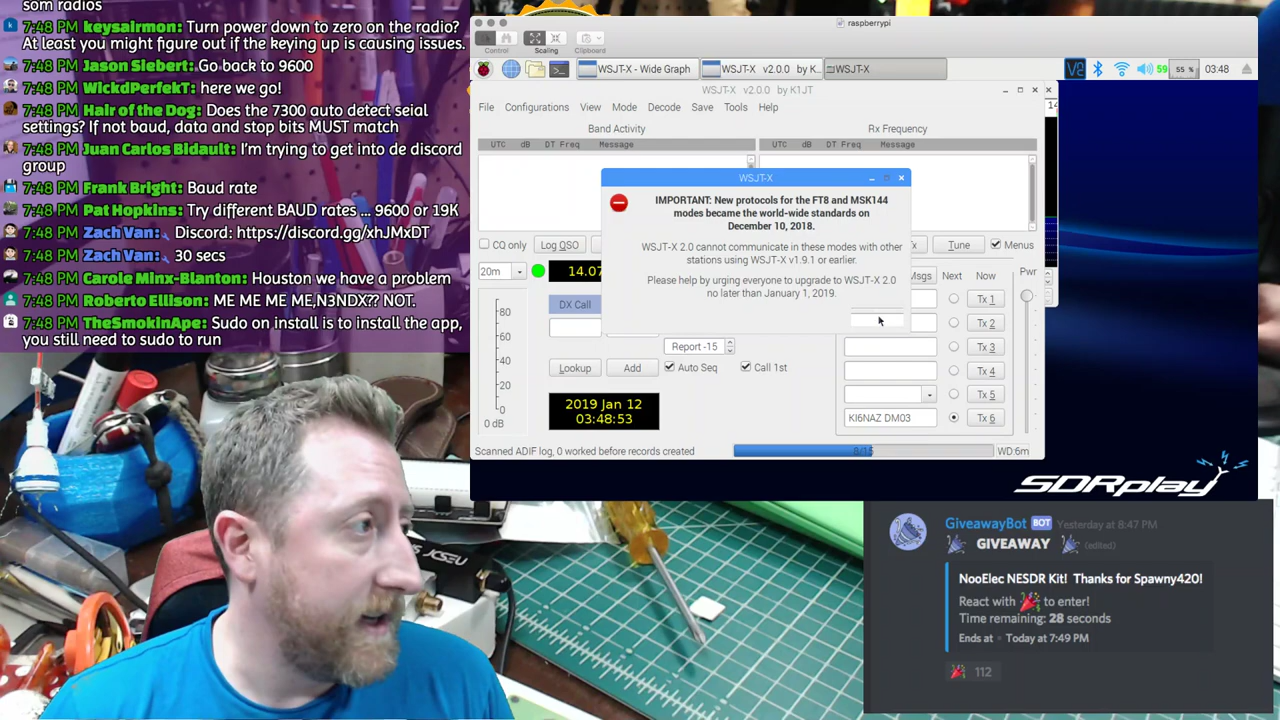 som radios
7:48 PM keysairmon: Turn power down to zero on the radio?
At least you might figure out if the keying up is causing issues.
7:48 PM Jason Siebert: Go back to 9600
7:48 PM WickdPerfekT: here we go!
7:48 PM Hair of the Dog: Does the 7300 auto detect seial
settings? If not baud, data and stop bits MUST match
7:48 PM Juan Carlos Bidault: I'm trying to get into de discord
group
7:48 PM Frank Bright: Baud rate
7:48 PM Pat Hopkins: Try different BAUD rates ... 9600 or 19K
7:48 PM Zach Van: Discord: https://discord.gg/xhJMxDT
7:48 PM Zach Van: 30 secs
7:48 PM Carole Minx-Blanton: Houston we have a problem
7:48 PM Roberto Ellison: ME ME ME ME,N3NDX?? NOT.
7:48 PM TheSmokinApe: Sudo on install is to install the app,
you still need to sudo to run
raspberrypi
Control Scaling Clipboard
WSJT-X - Wide Graph WSJT-X v2.0.0 by K... WSJT-X V2 59 55 % 03:48
WSJT-X v2.0.0 by K1JT
File Configurations View Mode Decode Save Tools Help
Band Activity Rx Frequency
UTC dB DT Freq Message UTC dB DT Freq Message
WSJT-X
IMPORTANT: New protocols for the FT8 and MSK144
modes became the world-wide standards on
December 10, 2018.
WSJT-X 2.0 cannot communicate in these modes with other
stations using WSJT-X v1.9.1 or earlier.
Please help by urging everyone to upgrade to WSJT-X 2.0
no later than January 1, 2019.
CQ only Log QSO Tune Menus
20m 14.07 Msgs Next Now Pwr
DX Call Tx 1
80 Tx 2
60 Report -15 Tx 3
40 Lookup Add Auto Seq Call 1st Tx 4
20 Tx 5
0 2019 Jan 12
03:48:53 KI6NAZ DM03 Tx 6
0 dB
Scanned ADIF log, 0 worked before records created 8/15 WD:6m
SDRplay
JCSEU
GiveawayBot BOT Yesterday at 8:47 PM
GIVEAWAY (edited)
NooElec NESDR Kit! Thanks for Spawny420!
React with 🎉 to enter!
Time remaining: 28 seconds
Ends at • Today at 7:49 PM
🎉 112